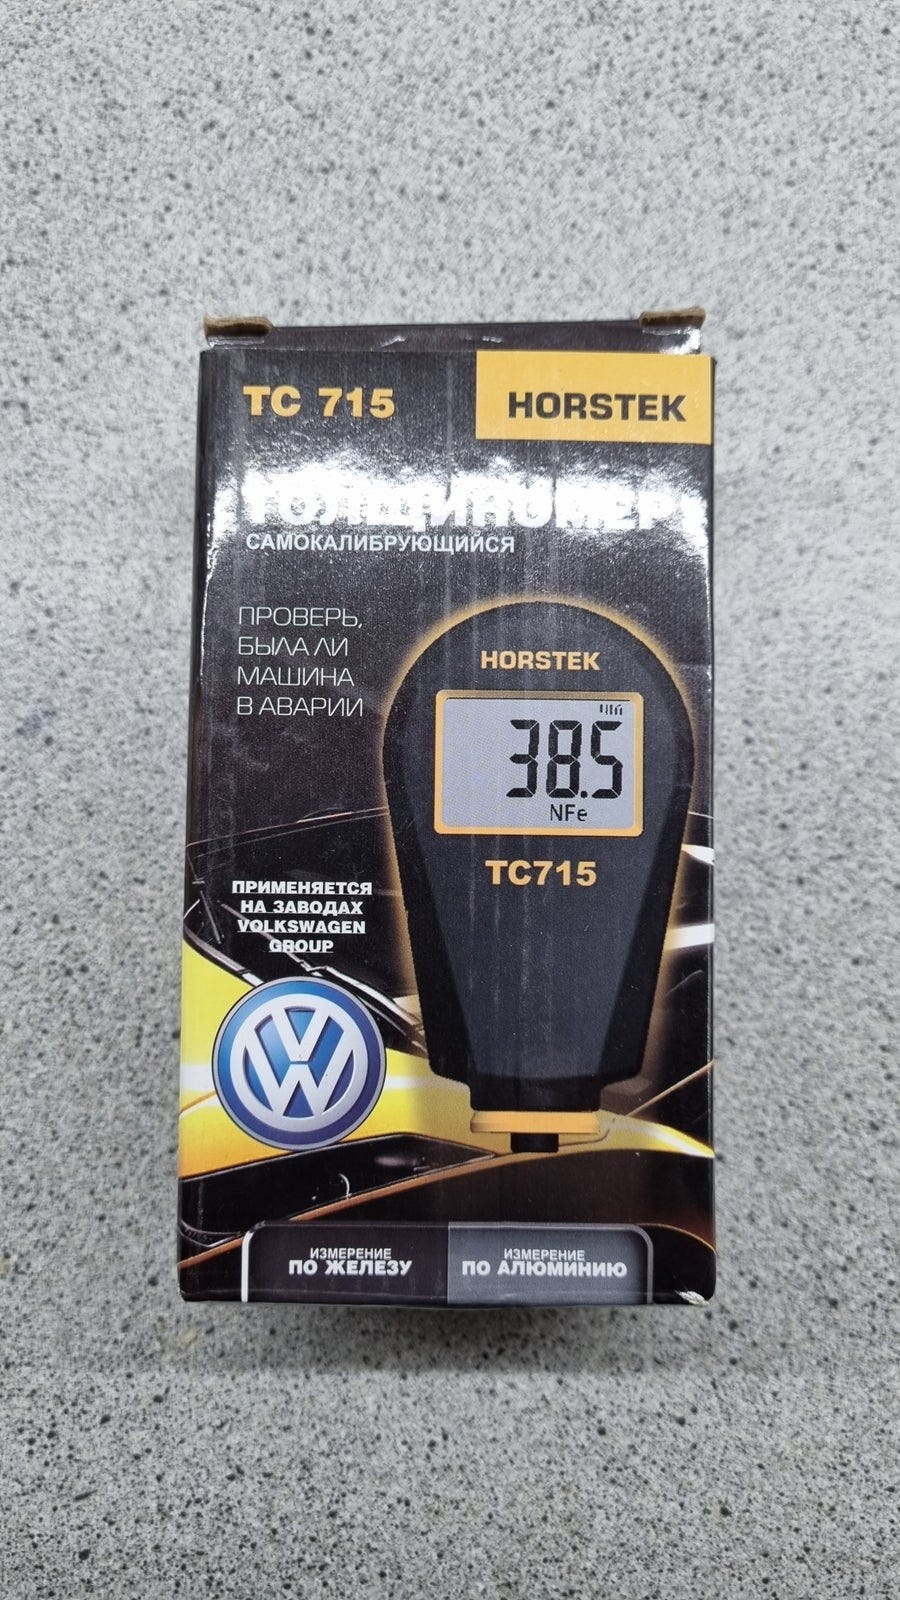 TC 715
HORSTEK
ТОЛЩИНОМЕР
САМОКАЛИБРУЮЩИЙСЯ
ПРОВЕРЬ,
БЫЛА ЛИ
МАШИНА
В АВАРИИ
HORSTEK
38.5
NFe
TC715
ПРИМЕНЯЕТСЯ
НА ЗАВОДАХ
VOLKSWAGEN
GROUP
VW
ИЗМЕРЕНИЕ
ПО ЖЕЛЕЗУ
ИЗМЕРЕНИЕ
ПО АЛЮМИНИЮ